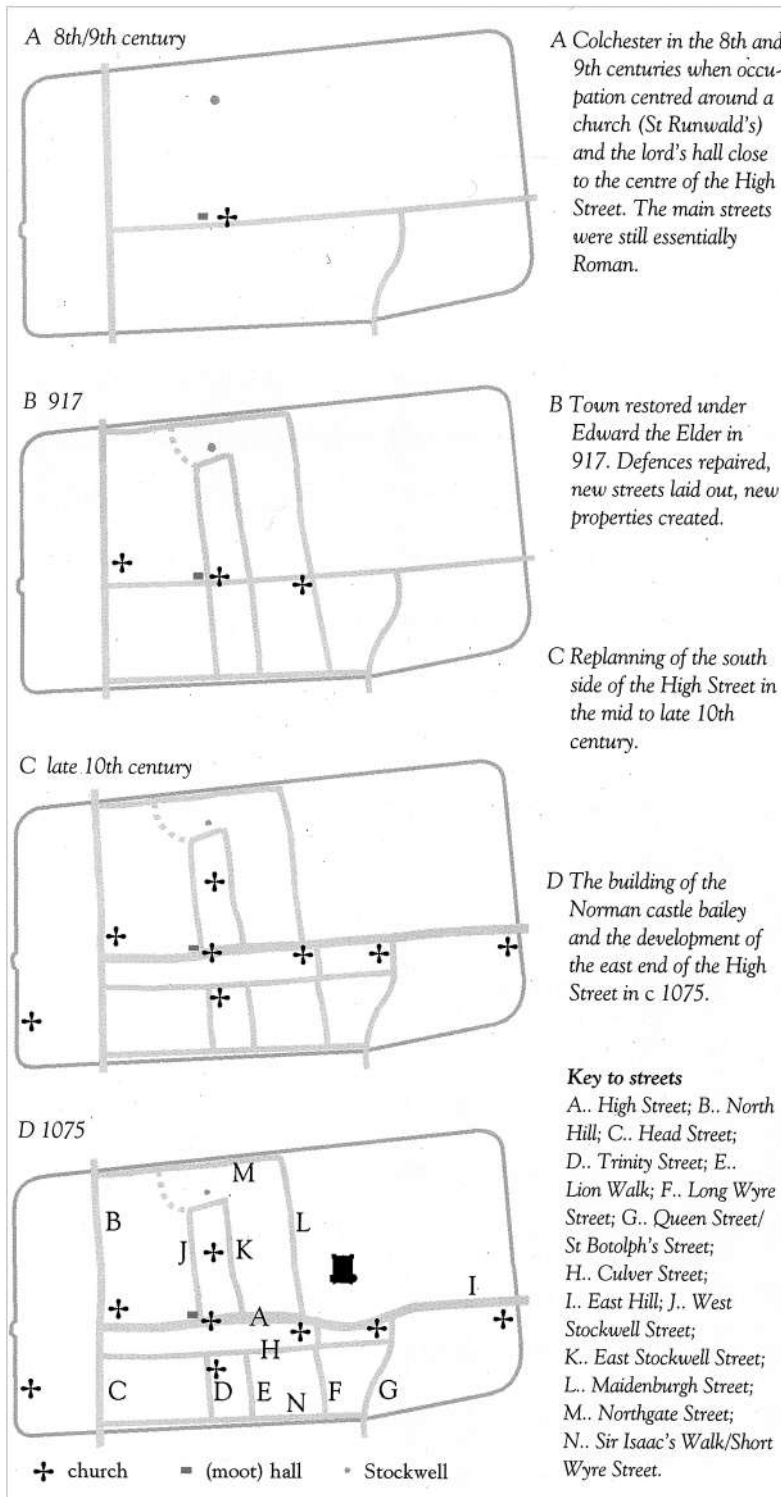 A 8th/9th century
A Colchester in the 8th and
9th centuries when occu-
pation centred around a
church (St Runwald's)
and the lord's hall close
to the centre of the High
Street. The main streets
were still essentially
Roman.
B 917
B Town restored under
Edward the Elder in
917. Defences repaired,
new streets laid out, new
properties created.
C Replanning of the south
side of the High Street in
the mid to late 10th
century.
C late 10th century
D The building of the
Norman castle bailey
and the development of
the east end of the High
Street in c 1075.
D 1075
M
B
L
J
K
I
A
H
C
D
E
N
F
G
church
(moot) hall
Stockwell
Key to streets
A.. High Street; B.. North
Hill; C.. Head Street;
D.. Trinity Street; E..
Lion Walk; F.. Long Wyre
Street; G.. Queen Street/
St Botolph's Street;
H.. Culver Street;
I.. East Hill; J.. West
Stockwell Street;
K.. East Stockwell Street;
L.. Maidenburgh Street;
M.. Northgate Street;
N.. Sir Isaac's Walk/Short
Wyre Street.